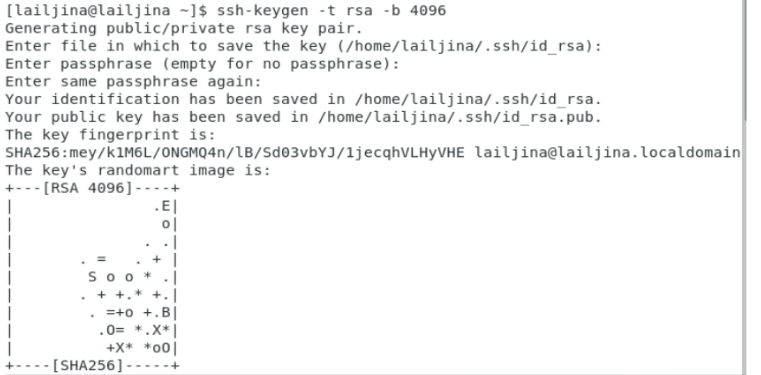 [lailjina@lailjina ~]$ ssh-keygen -t rsa -b 4096
Generating public/private rsa key pair.
Enter file in which to save the key (/home/lailjina/.ssh/id_rsa):
Enter passphrase (empty for no passphrase):
Enter same passphrase again:
Your identification has been saved in /home/lailjina/.ssh/id_rsa.
Your public key has been saved in /home/lailjina/.ssh/id_rsa.pub.
The key fingerprint is:
SHA256:mey/k1M6L/ONGMQ4n/lB/Sd03vbYJ/1jecqhVLHyVHE lailjina@lailjina.localdomain
The key's randomart image is:
+---[RSA 4096]----+
|               .E|
|                o|
|              . .|
|       . =   . + |
|        S o o * .|
|       . + +.* +.|
|        . =+o +.B|
|         .O= *.X*|
|          +X* *oO|
+----[SHA256]-----+